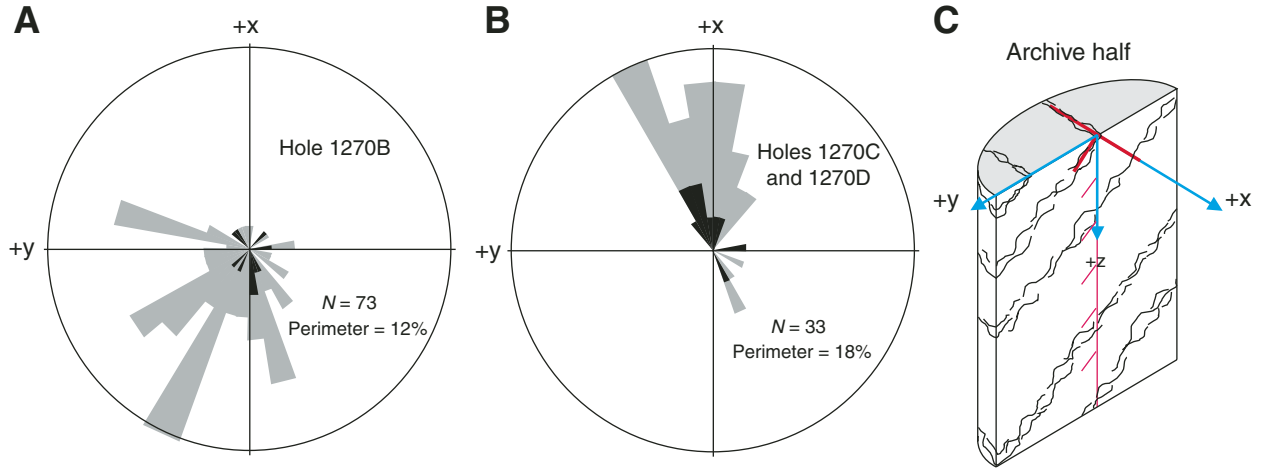 A
+x
Hole 1270B
+y
N = 73
Perimeter = 12%
B
+x
Holes 1270C
and 1270D
+y
N = 33
Perimeter = 18%
C
Archive half
+y
+x
+z